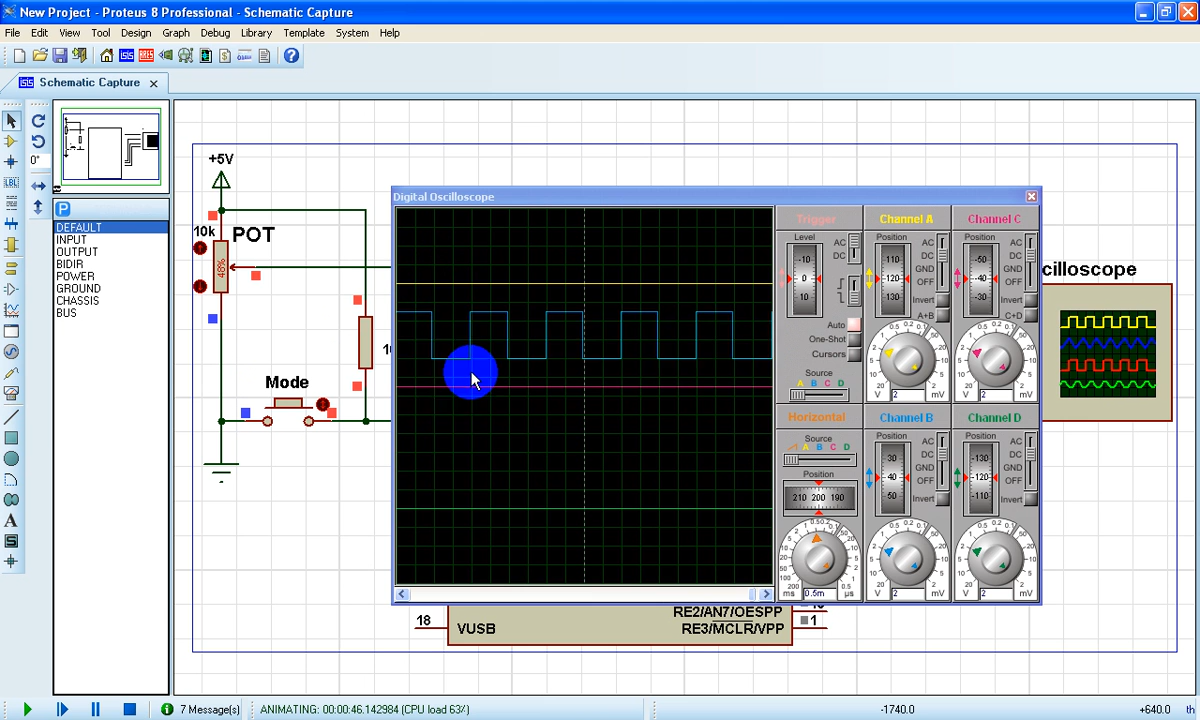 New Project - Proteus 8 Professional - Schematic Capture
File Edit View Tool Design Graph Debug Library Template System Help
Schematic Capture
0°
LBL
P
DEFAULT
INPUT
OUTPUT
BIDIR
POWER
GROUND
CHASSIS
BUS
A
S
+5V
10k
POT
48%
Mode
Digital Oscilloscope
Trigger
Level
-10
0
10
AC
DC
Auto
One-Shot
Cursors
Source
A B C D
Channel A
Position
110
120
130
AC
DC
GND
OFF
Invert
A+B
V 2 mV
Channel C
Position
-50
-40
-30
AC
DC
GND
OFF
Invert
C+D
V 2 mV
Horizontal
Source
A B C D
Position
210 200 190
ms 0.5m µs
Channel B
Position
30
40
50
AC
DC
GND
OFF
Invert
V 2 mV
Channel D
Position
-130
-120
-110
AC
DC
GND
OFF
Invert
V 2 mV
cilloscope
18
VUSB
RE2/AN7/OESPP
RE3/MCLR/VPP
1
7 Message(s)
ANIMATING: 00:00:46.142984 (CPU load 63%)
-1740.0
+640.0
th